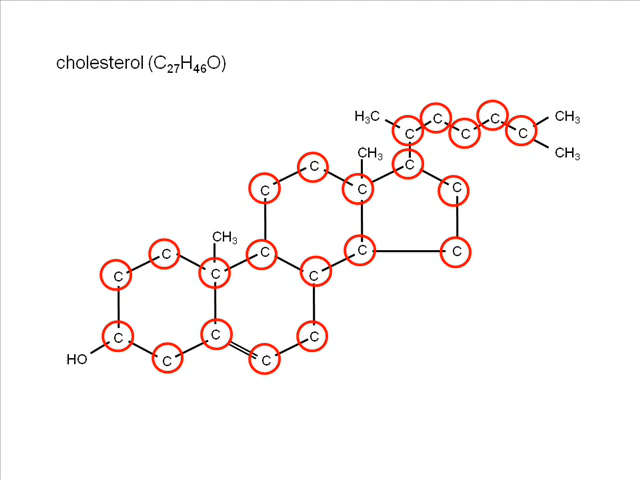 cholesterol (C₂₇H₄₆O)
H₃C C C CH₃
C C C
CH₃ CH₃
C C
C C C
CH₃
C C C C
C C C
C C C
HO C C